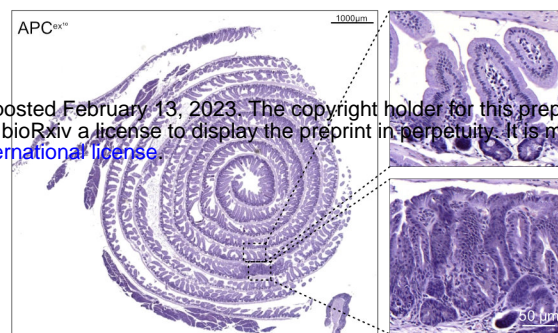 APCex16
1000µm
posted February 13, 2023. The copyright holder for this prep
bioRxiv a license to display the preprint in perpetuity. It is m
ernational license.
50 µm